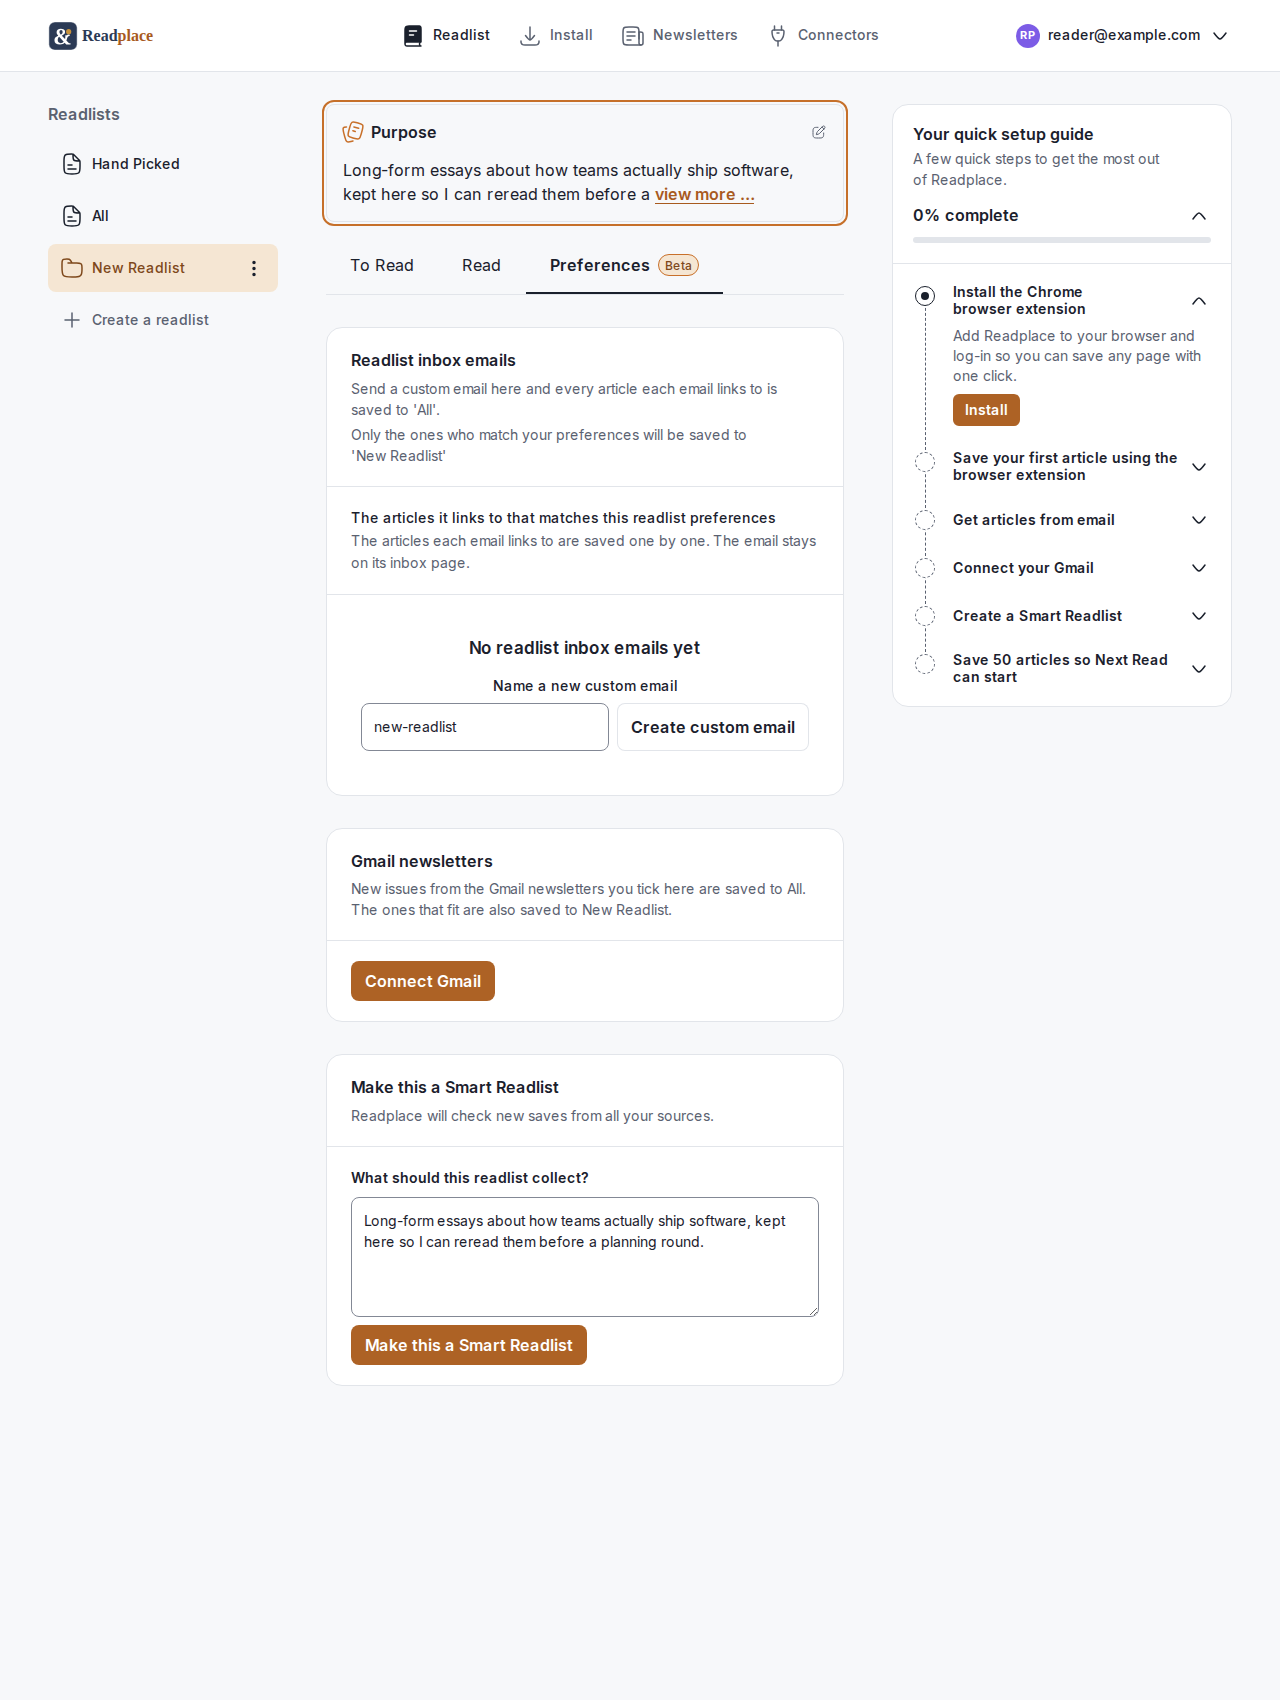 & Readplace
Readlist
Install
Newsletters
Connectors
RP
reader@example.com
Readlists
Hand Picked
All
New Readlist
Create a readlist
Purpose
Long-form essays about how teams actually ship software,
kept here so I can reread them before a view more ...
To Read
Read
Preferences
Beta
Readlist inbox emails
Send a custom email here and every article each email links to is
saved to 'All'.
Only the ones who match your preferences will be saved to
'New Readlist'
The articles it links to that matches this readlist preferences
The articles each email links to are saved one by one. The email stays
on its inbox page.
No readlist inbox emails yet
Name a new custom email
new-readlist
Create custom email
Gmail newsletters
New issues from the Gmail newsletters you tick here are saved to All.
The ones that fit are also saved to New Readlist.
Connect Gmail
Make this a Smart Readlist
Readplace will check new saves from all your sources.
What should this readlist collect?
Long-form essays about how teams actually ship software, kept
here so I can reread them before a planning round.
Make this a Smart Readlist
Your quick setup guide
A few quick steps to get the most out
of Readplace.
0% complete
Install the Chrome
browser extension
Add Readplace to your browser and
log-in so you can save any page with
one click.
Install
Save your first article using the
browser extension
Get articles from email
Connect your Gmail
Create a Smart Readlist
Save 50 articles so Next Read
can start